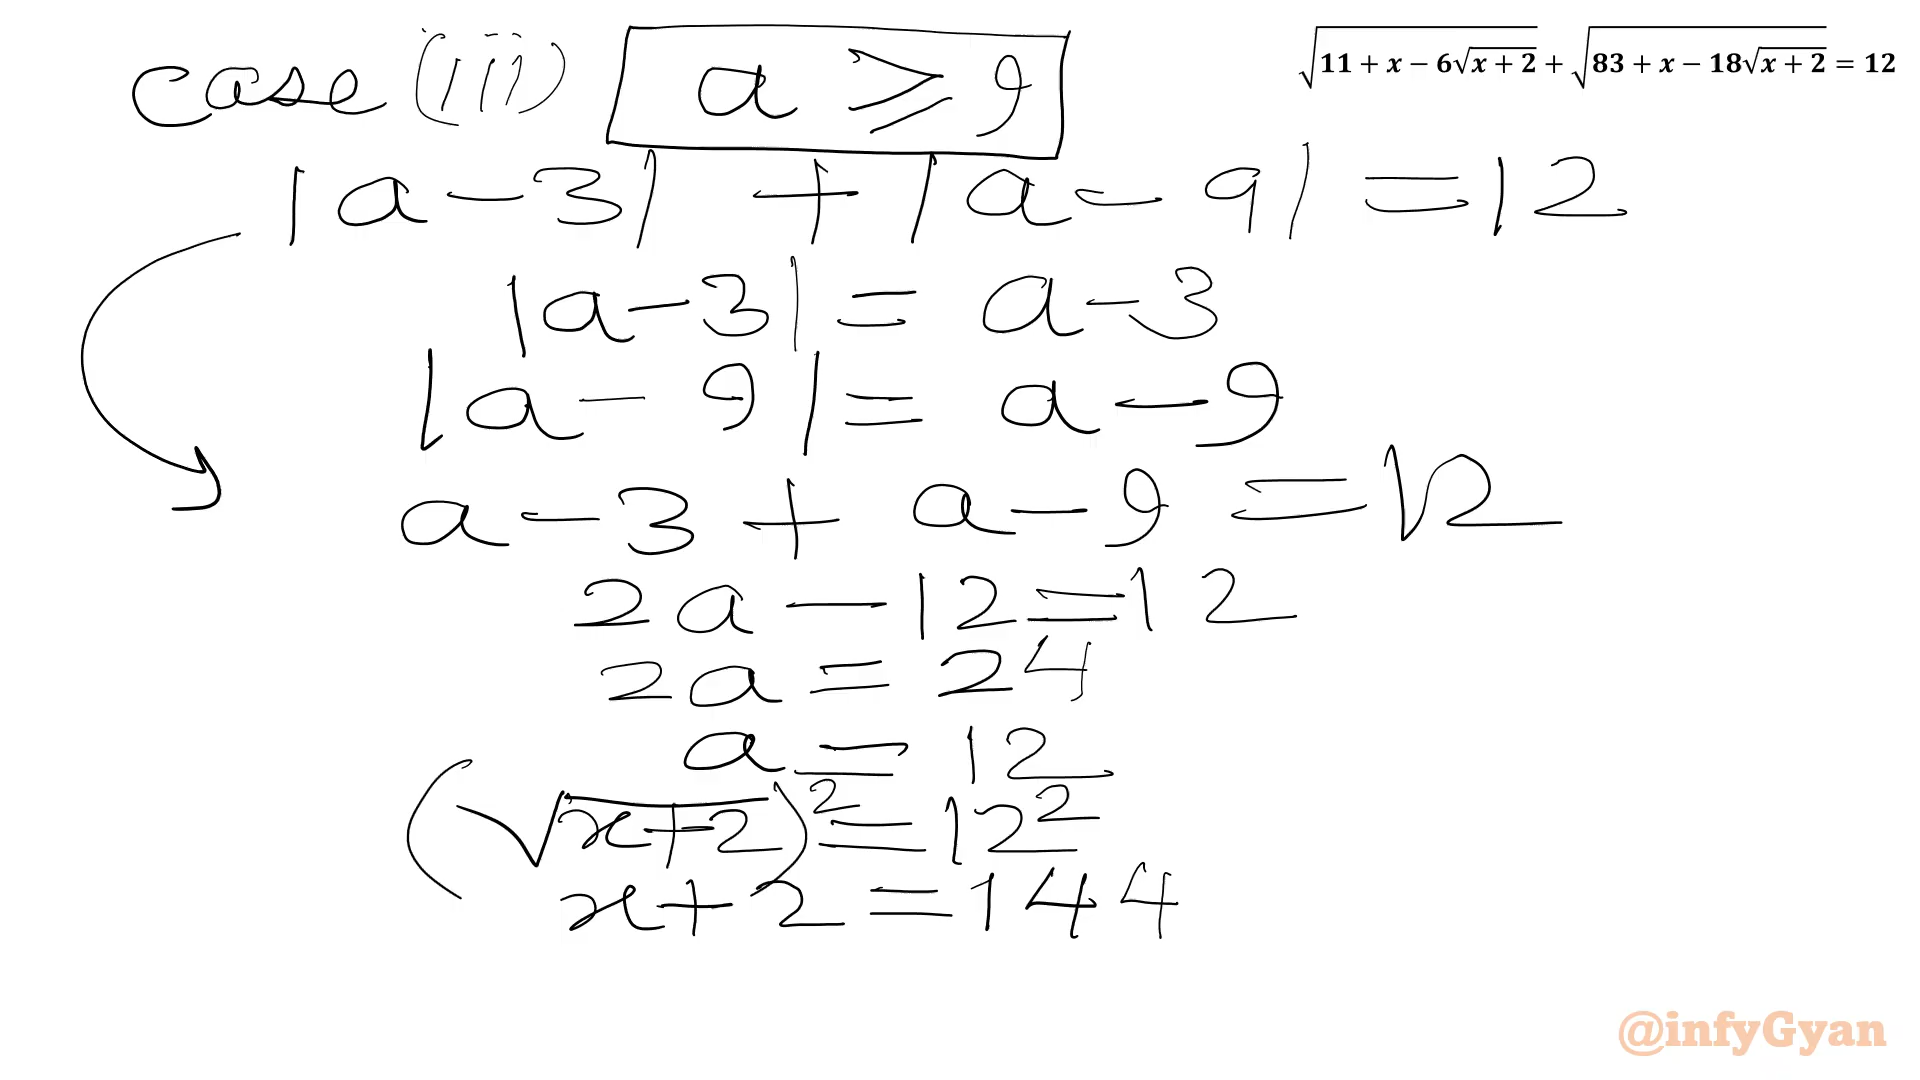 case (iii) a ≥ 9
√(11 + x − 6√(x + 2)) + √(83 + x − 18√(x + 2)) = 12
|a − 3| + |a − 9| = 12
|a − 3| = a − 3
|a − 9| = a − 9
a − 3 + a − 9 = 12
2a − 12 = 12
2a = 24
a = 12
(√(x+2))² = 12²
x + 2 = 144
@infyGyan